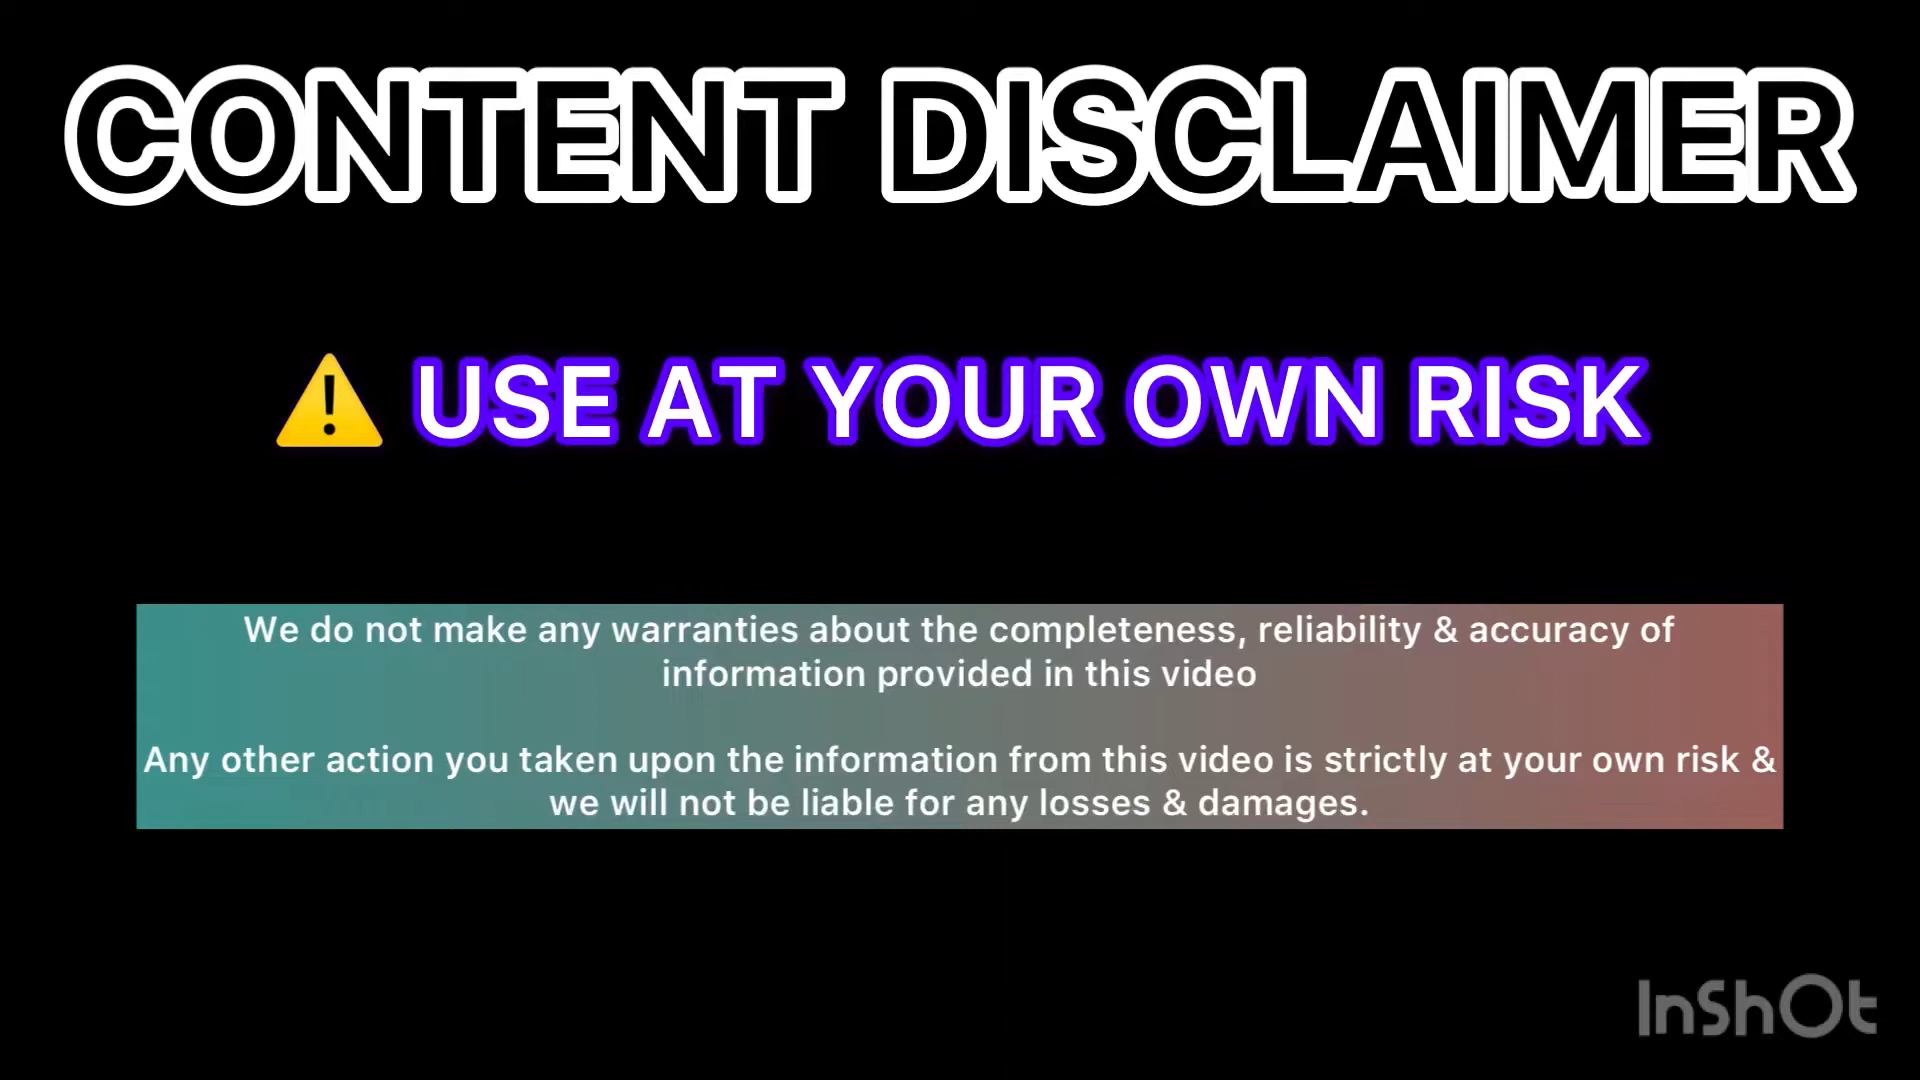 CONTENT DISCLAIMER
⚠️ USE AT YOUR OWN RISK
We do not make any warranties about the completeness, reliability & accuracy of
information provided in this video
Any other action you taken upon the information from this video is strictly at your own risk &
we will not be liable for any losses & damages.
InShOt